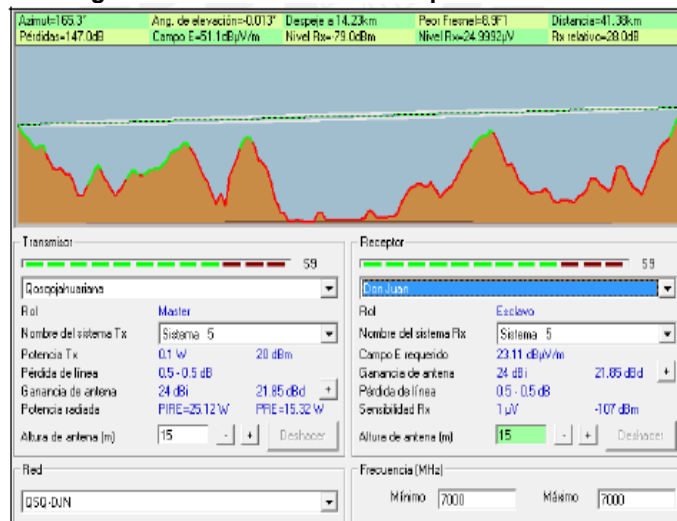 Azimut=165.3° Ang. de elevación=-0.013° Despeje a 14.23km Peor Fresnel=8.9F1 Distancia=41.38km
Pérdidas=147.0dB Campo E=51.1dBµV/m Nivel Rx=-79.0dBm Nivel Rx=24.9992µV Rx relativo=28.0dB
Transmisor
S9
Qosqojahuariana
Rol Master
Nombre del sistema Tx Sistema 5
Potencia Tx 0.1 W 20 dBm
Pérdida de línea 0.5 - 0.5 dB
Ganancia de antena 24 dBi 21.85 dBd +
Potencia radiada PIRE=25.12 W PRE=15.32 W
Altura de antena (m) 15 - + Deshacer
Red
QSQ-DJN
Receptor
S9
Don Juan
Rol Esclavo
Nombre del sistema Rx Sistema 5
Campo E requerido 23.11 dBµV/m
Ganancia de antena 24 dBi 21.85 dBd +
Pérdida de línea 0.5 - 0.5 dB
Sensibilidad Rx 1 µV -107 dBm
Altura de antena (m) 15 - + Deshacer
Frecuencia (MHz)
Mínimo 7000 Máximo 7000